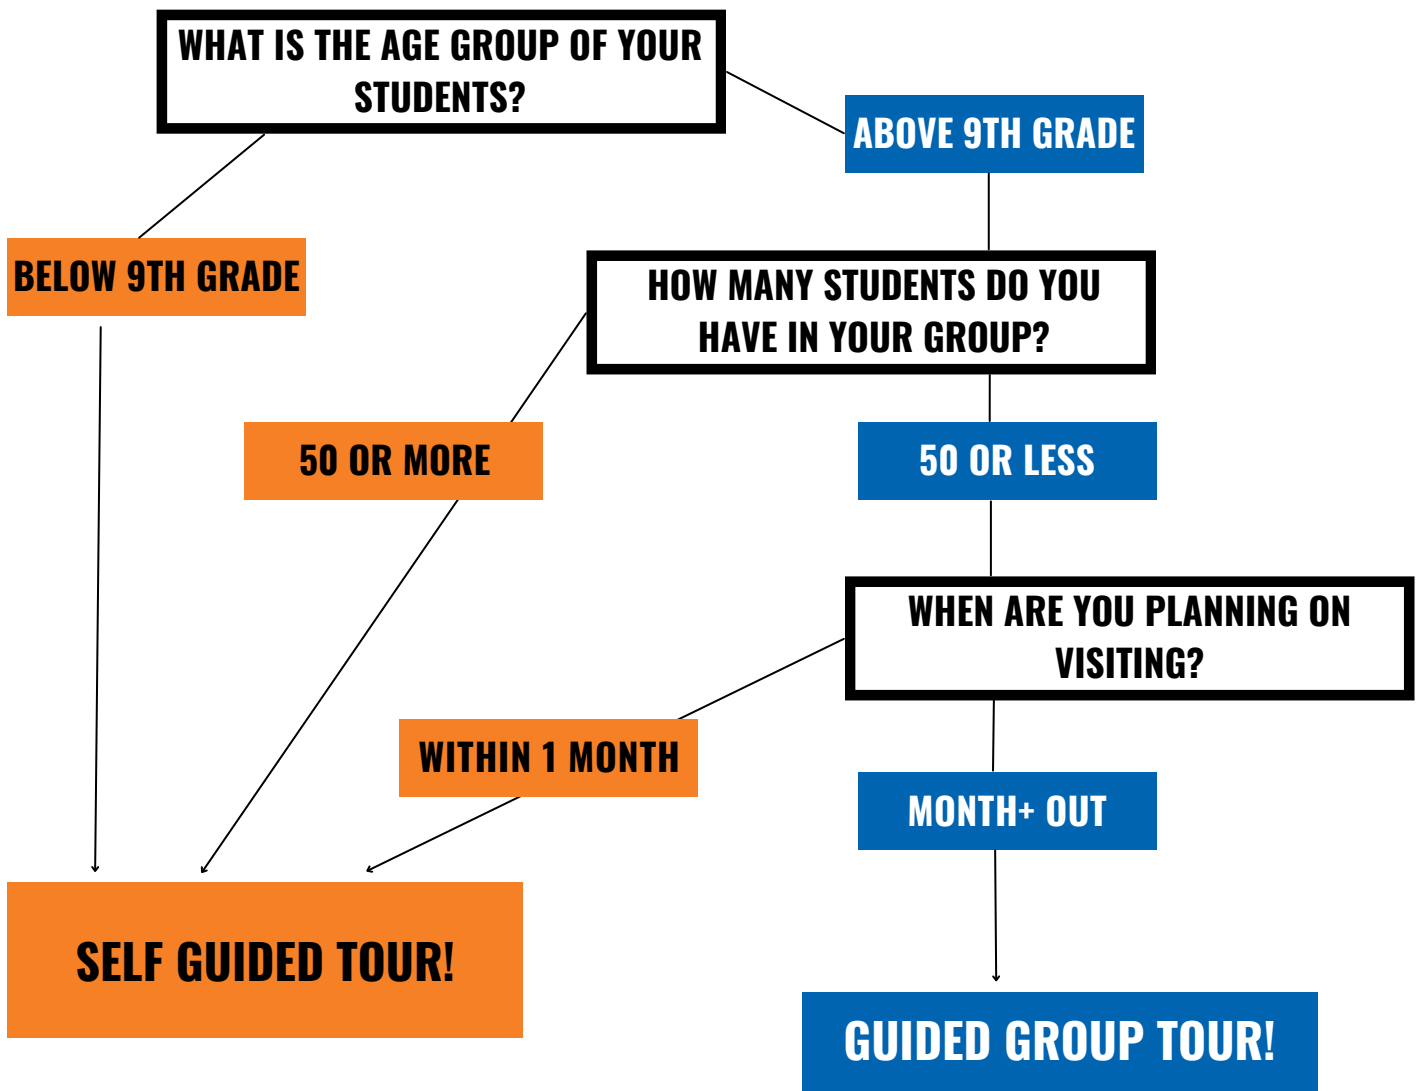 WHAT IS THE AGE GROUP OF YOUR
STUDENTS?
ABOVE 9TH GRADE
BELOW 9TH GRADE
HOW MANY STUDENTS DO YOU
HAVE IN YOUR GROUP?
50 OR MORE
50 OR LESS
WHEN ARE YOU PLANNING ON
VISITING?
WITHIN 1 MONTH
MONTH+ OUT
SELF GUIDED TOUR!
GUIDED GROUP TOUR!